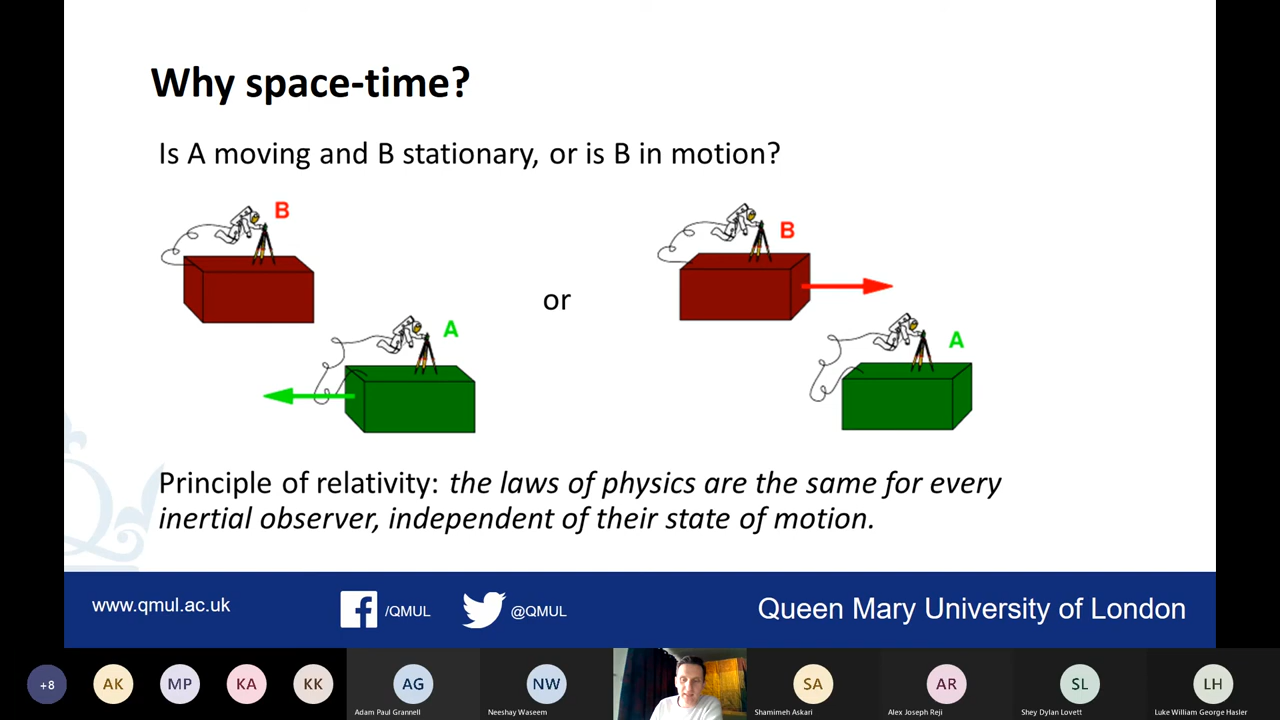 Why space-time?
Is A moving and B stationary, or is B in motion?
B
B
or
A
A
Principle of relativity: the laws of physics are the same for every
inertial observer, independent of their state of motion.
www.qmul.ac.uk
/QMUL
@QMUL
Queen Mary University of London
+8
AK
MP
KA
KK
AG
NW
SA
AR
SL
LH
Adam Paul Grannell
Neeshay Waseem
Shamimeh Askari
Alex Joseph Reji
Shey Dylan Lovett
Luke William George Hasler